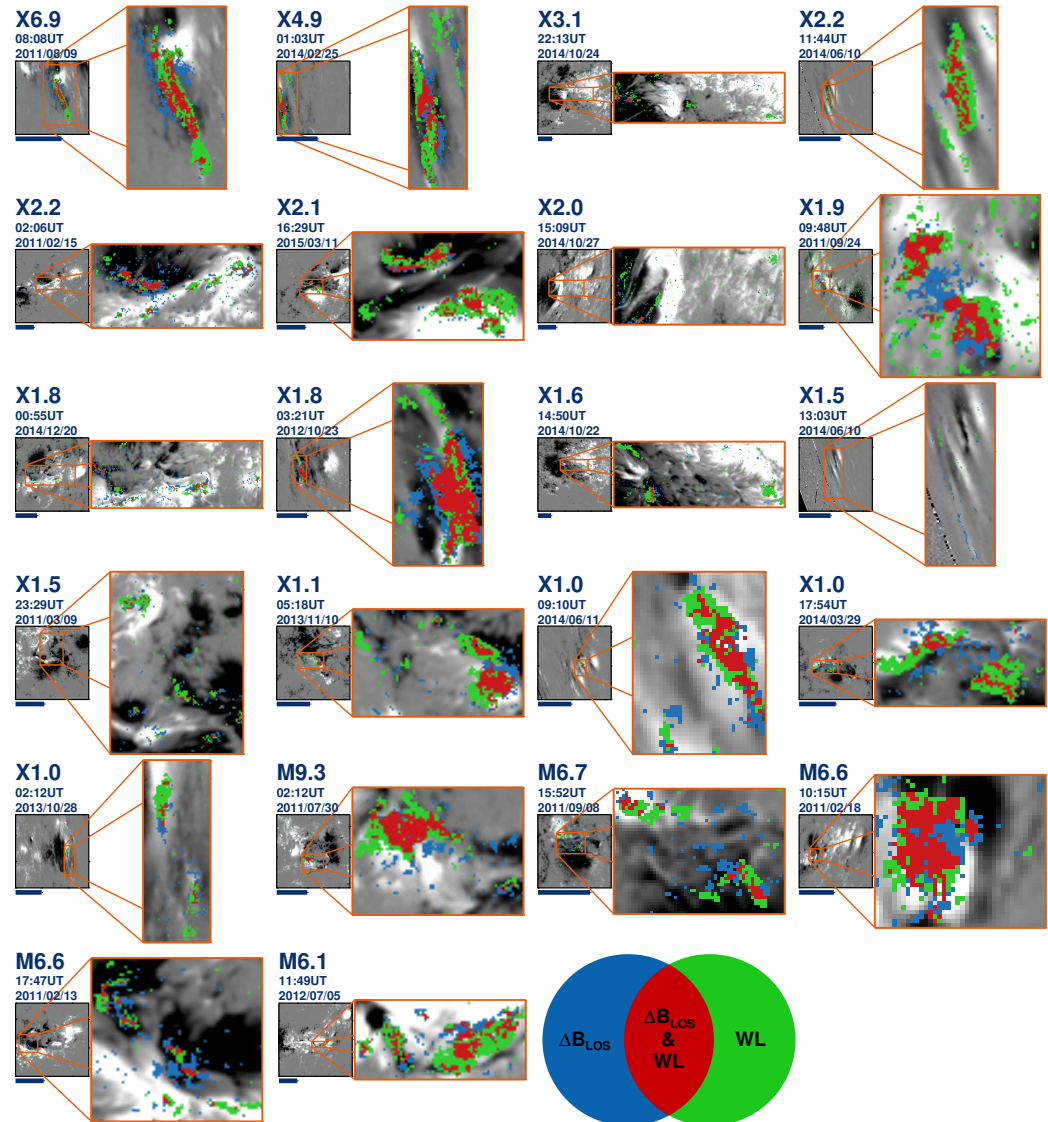 X6.9
08:08UT
2011/08/09
X4.9
01:03UT
2014/02/25
X3.1
22:13UT
2014/10/24
X2.2
11:44UT
2014/06/10
X2.2
02:06UT
2011/02/15
X2.1
16:29UT
2015/03/11
X2.0
15:09UT
2014/10/27
X1.9
09:48UT
2011/09/24
X1.8
00:55UT
2014/12/20
X1.8
03:21UT
2012/10/23
X1.6
14:50UT
2014/10/22
X1.5
13:03UT
2014/06/10
X1.5
23:29UT
2011/03/09
X1.1
05:18UT
2013/11/10
X1.0
09:10UT
2014/06/11
X1.0
17:54UT
2014/03/29
X1.0
02:12UT
2013/10/28
M9.3
02:12UT
2011/07/30
M6.7
15:52UT
2011/09/08
M6.6
10:15UT
2011/02/18
M6.6
17:47UT
2011/02/13
M6.1
11:49UT
2012/07/05
ΔB_LOS
ΔB_LOS
&
WL
WL